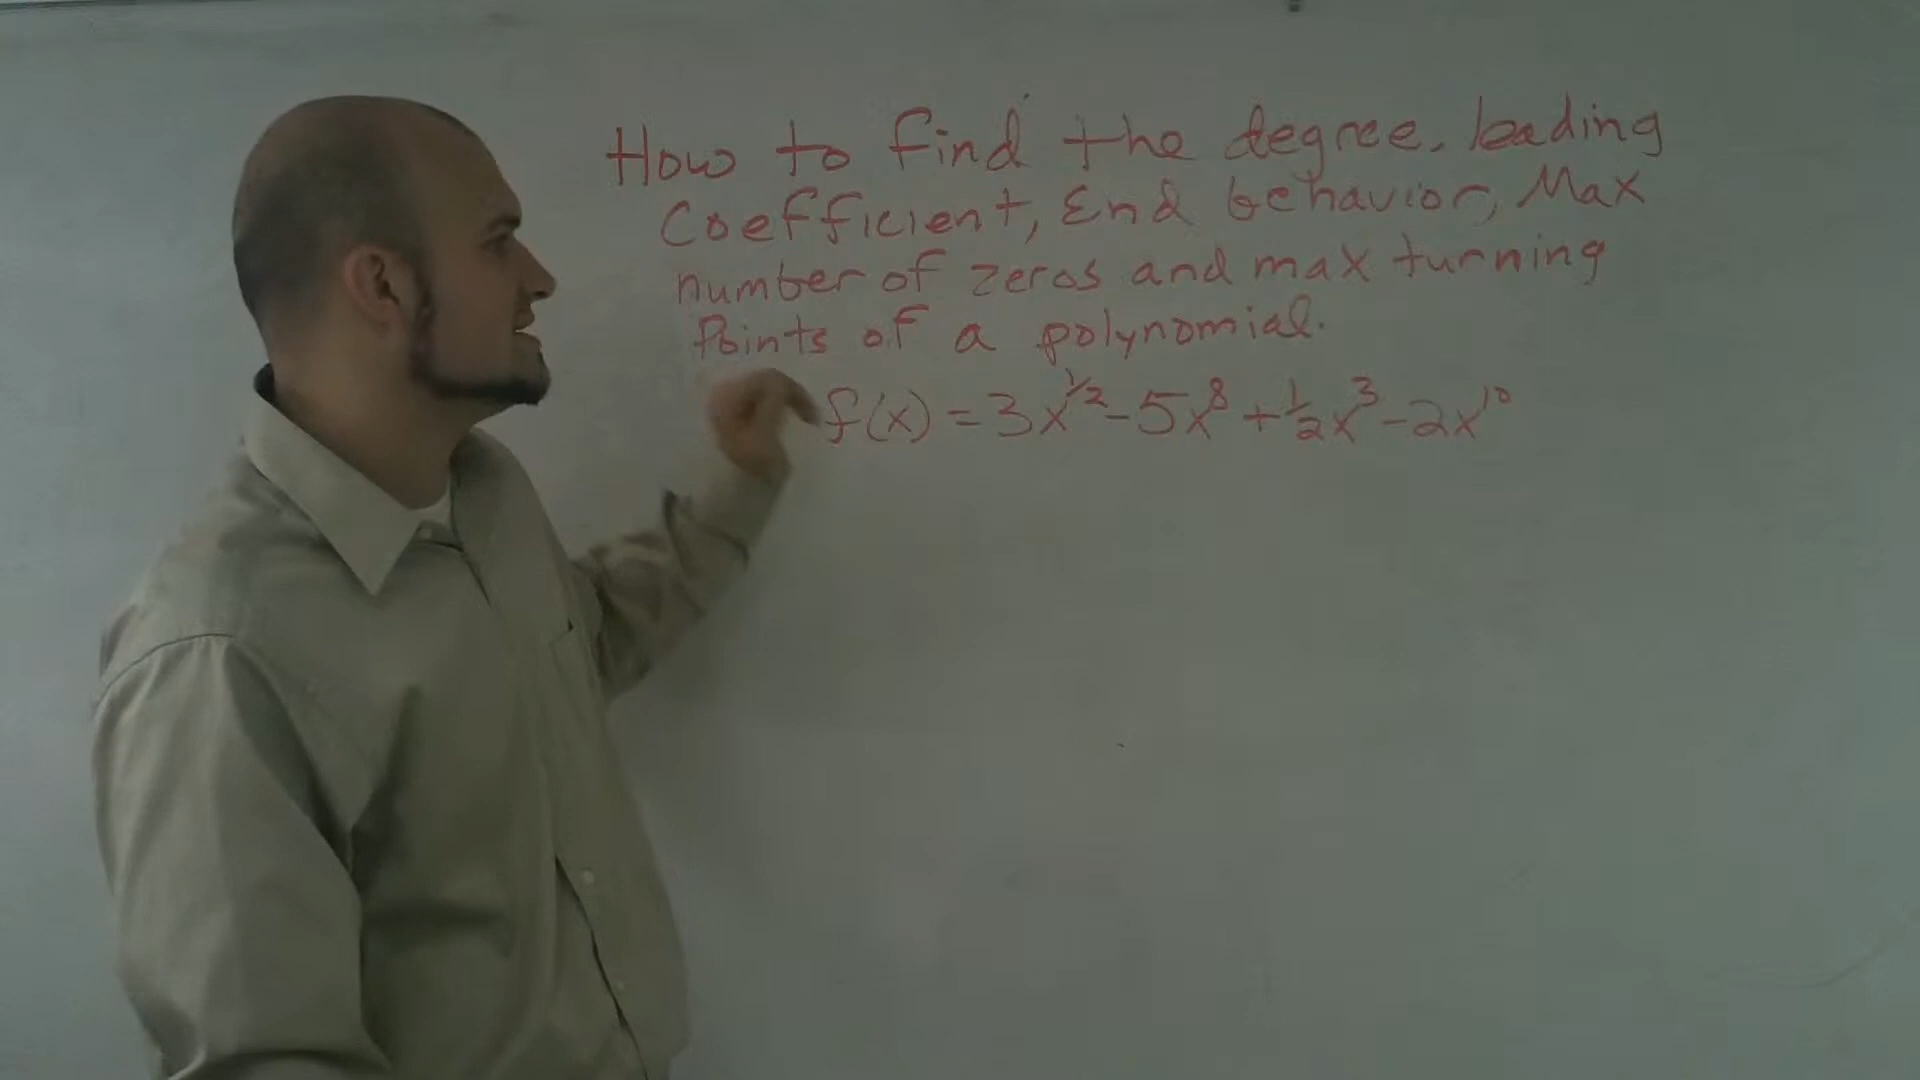 How to find the degree, leading
Coefficient, End behavior, Max
number of zeros and max turning
Points of a polynomial.
f(x) = 3x^{1/2} - 5x^8 + \frac{1}{2}x^3 - 2x^{10}